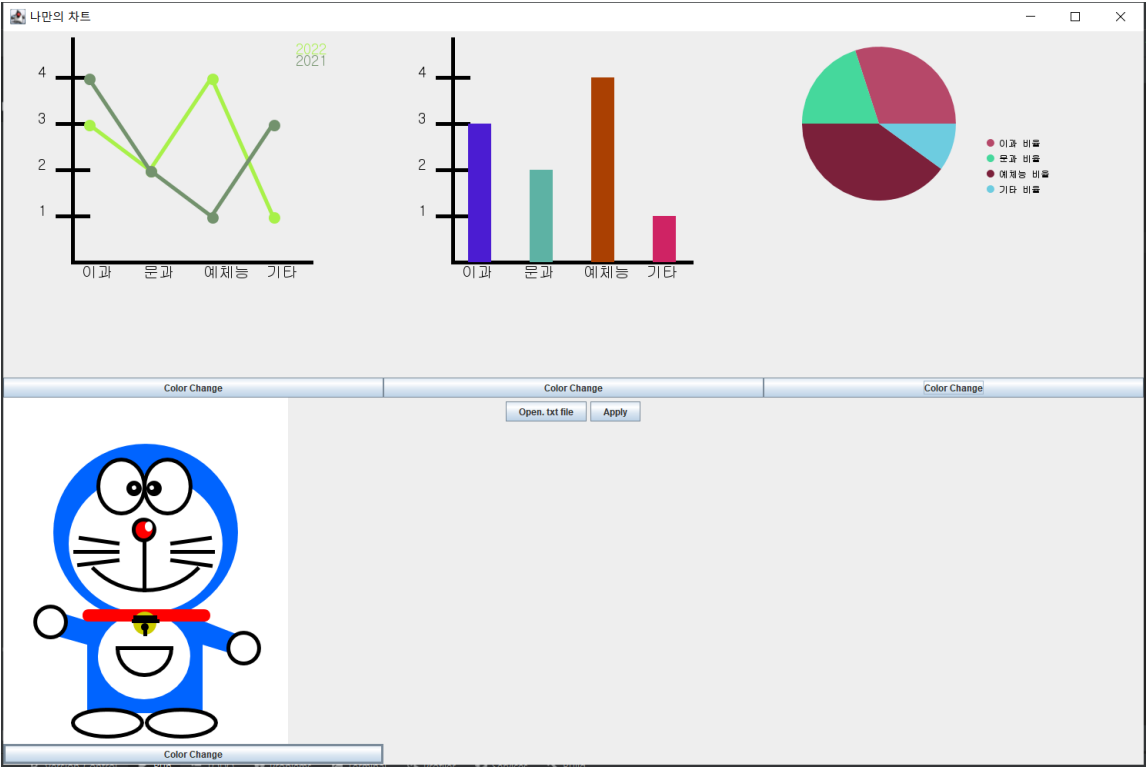 나만의 차트
2022
2021
4
3
2
1
이과 문과 예체능 기타
4
3
2
1
이과 문과 예체능 기타
이과 비율
문과 비율
예체능 비율
기타 비율
Color Change Color Change Color Change
Open. txt file Apply
Color Change